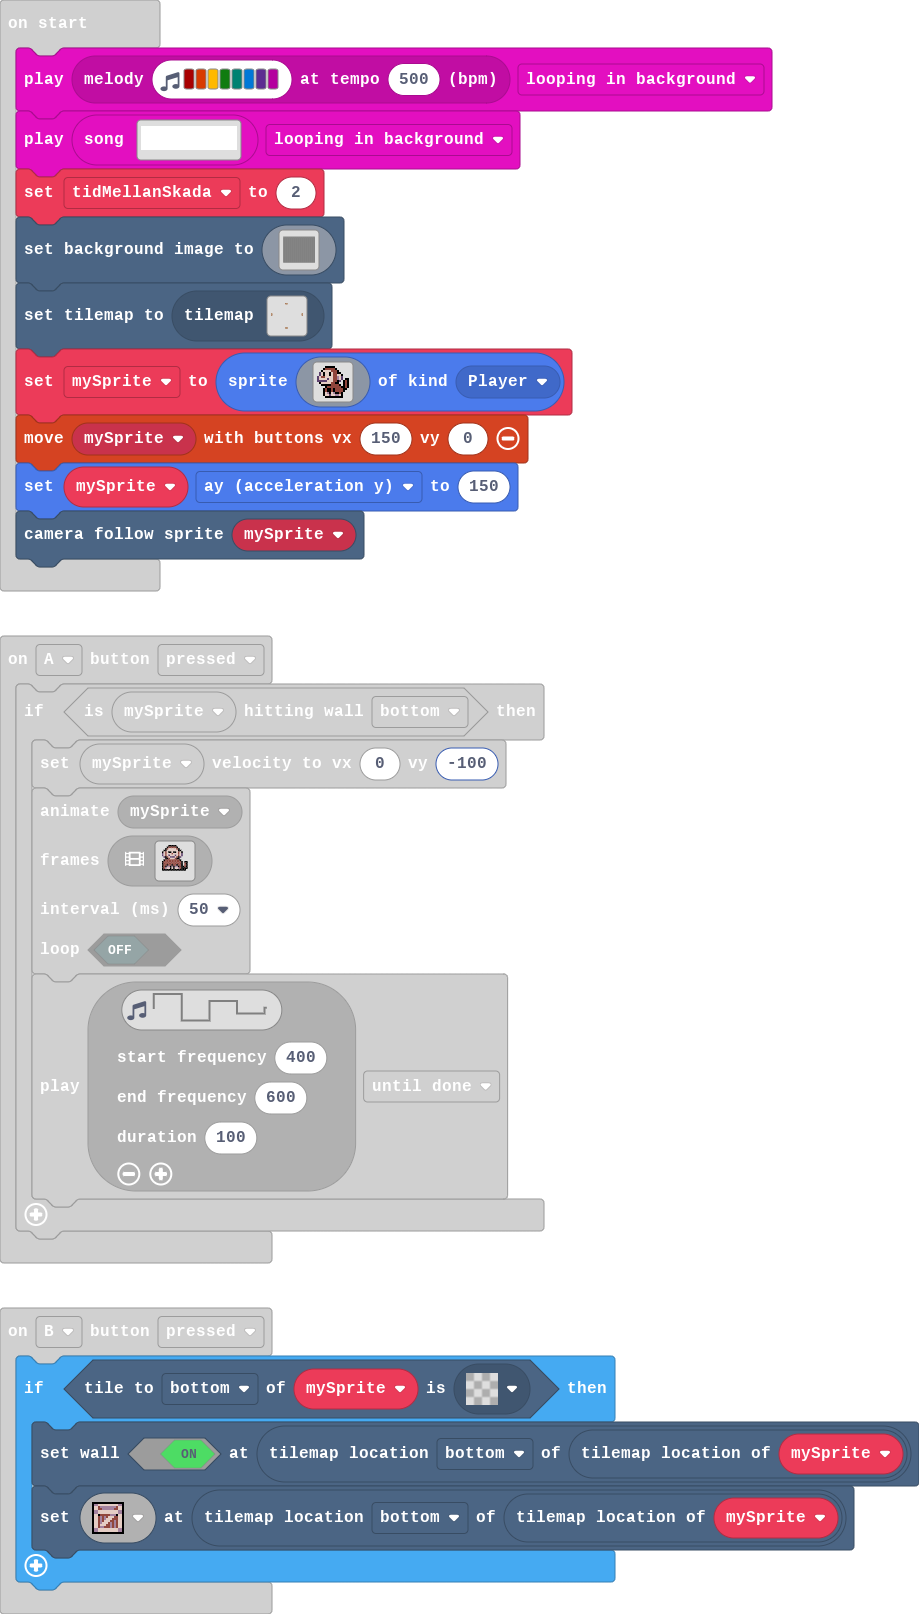 on start
play melody at tempo 500 (bpm) looping in background
play song looping in background
set tidMellanSkada to 2
set background image to
set tilemap to tilemap
set mySprite to sprite of kind Player
move mySprite with buttons vx 150 vy 0
set mySprite ay (acceleration y) to 150
camera follow sprite mySprite
on A button pressed
if is mySprite hitting wall bottom then
set mySprite velocity to vx 0 vy -100
animate mySprite
frames
interval (ms) 50
loop OFF
start frequency 400
play until done
end frequency 600
duration 100
on B button pressed
if tile to bottom of mySprite is then
set wall ON at tilemap location bottom of tilemap location of mySprite
set at tilemap location bottom of tilemap location of mySprite